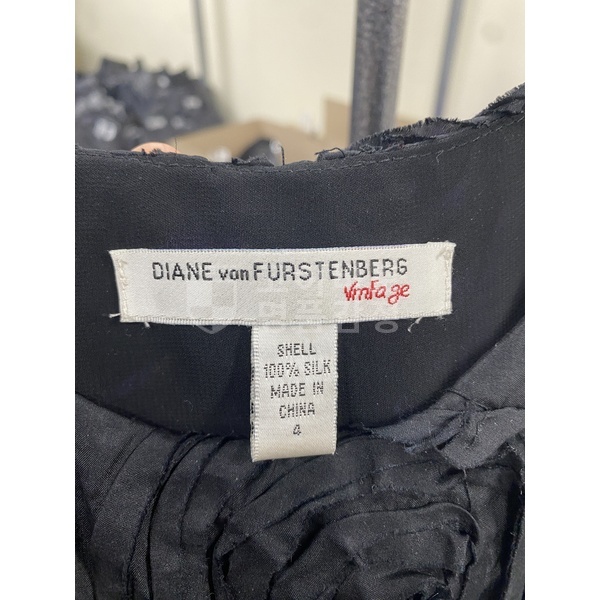 DIANE von FURSTENBERG
Vintage
SHELL
100% SILK
MADE IN
CHINA
4